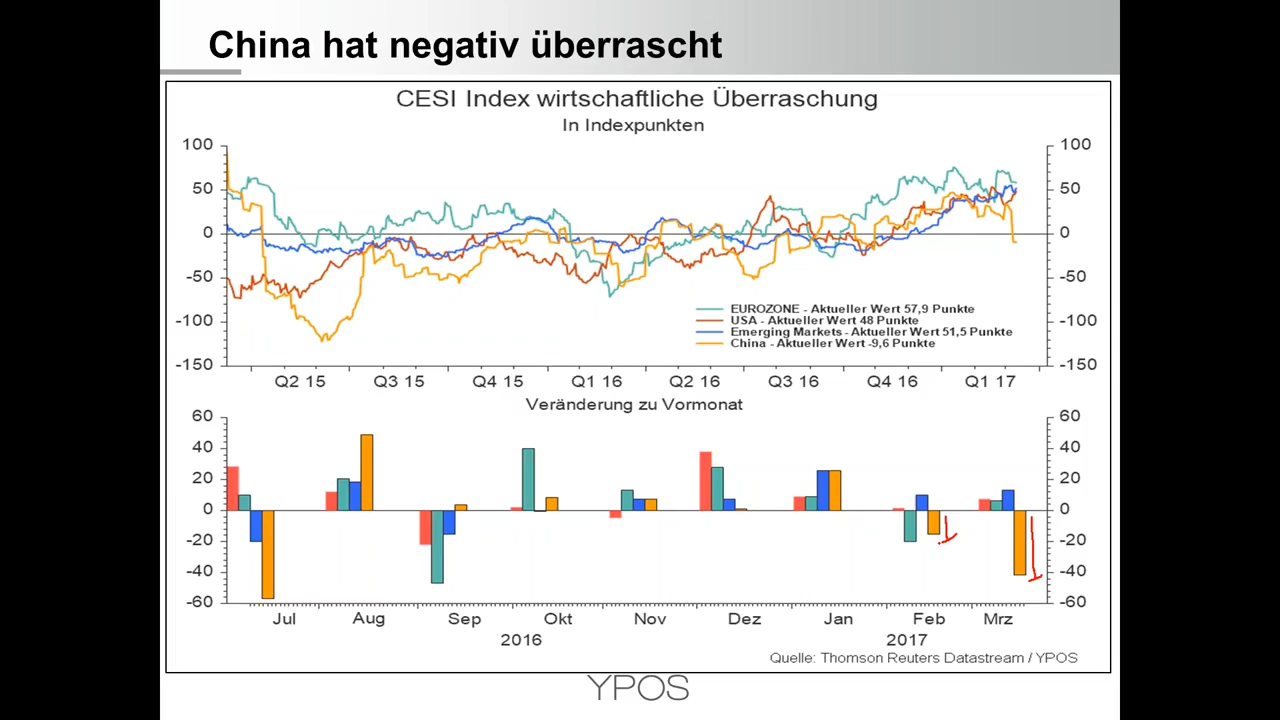 China hat negativ überrascht
CESI Index wirtschaftliche Überraschung
In Indexpunkten
100 100
50 50
0 0
-50 -50
-100 -100
-150 -150
EUROZONE - Aktueller Wert 57,9 Punkte
USA - Aktueller Wert 48 Punkte
Emerging Markets - Aktueller Wert 51,5 Punkte
China - Aktueller Wert -9,6 Punkte
Q2 15 Q3 15 Q4 15 Q1 16 Q2 16 Q3 16 Q4 16 Q1 17
Veränderung zu Vormonat
60 60
40 40
20 20
0 0
-20 -20
-40 -40
-60 -60
Jul Aug Sep Okt Nov Dez Jan Feb Mrz
2016 2017
Quelle: Thomson Reuters Datastream / YPOS
YPOS